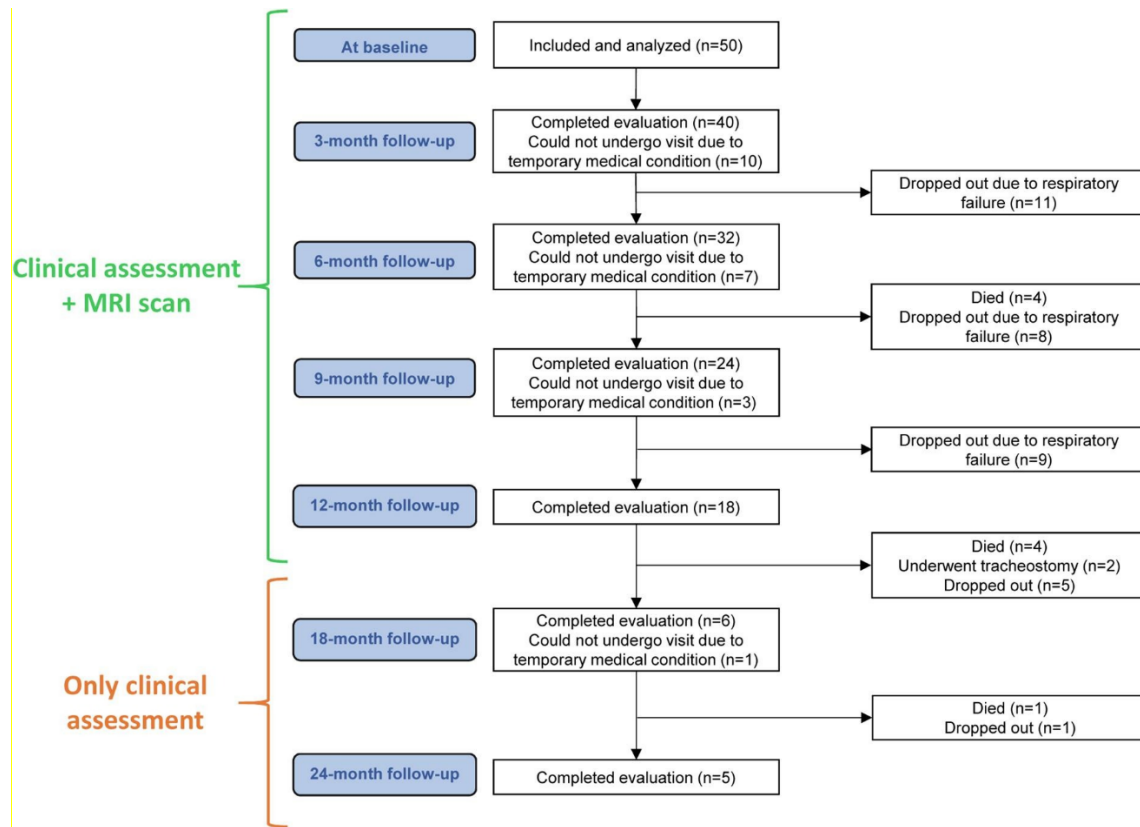 At baseline
Included and analyzed (n=50)
3-month follow-up
Completed evaluation (n=40)
Could not undergo visit due to
temporary medical condition (n=10)
Dropped out due to respiratory
failure (n=11)
6-month follow-up
Completed evaluation (n=32)
Could not undergo visit due to
temporary medical condition (n=7)
Clinical assessment
+ MRI scan
Died (n=4)
Dropped out due to respiratory
failure (n=8)
9-month follow-up
Completed evaluation (n=24)
Could not undergo visit due to
temporary medical condition (n=3)
Dropped out due to respiratory
failure (n=9)
12-month follow-up
Completed evaluation (n=18)
Died (n=4)
Underwent tracheostomy (n=2)
Dropped out (n=5)
18-month follow-up
Completed evaluation (n=6)
Could not undergo visit due to
temporary medical condition (n=1)
Only clinical
assessment
Died (n=1)
Dropped out (n=1)
24-month follow-up
Completed evaluation (n=5)